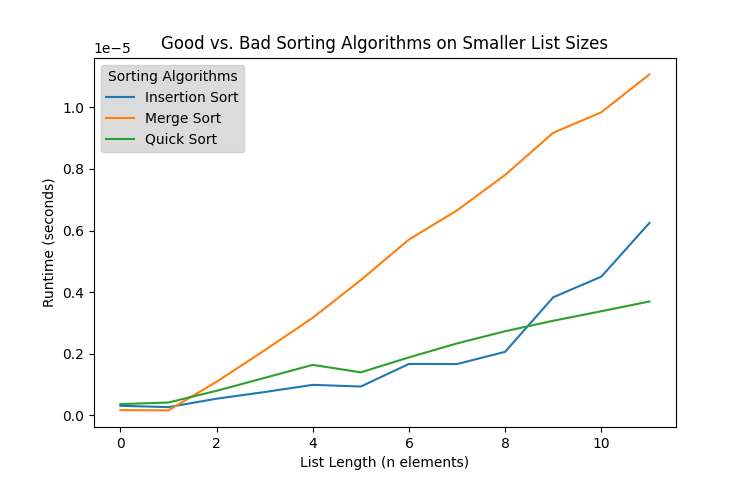 Good vs. Bad Sorting Algorithms on Smaller List Sizes
1e−5
Sorting Algorithms
Insertion Sort
Merge Sort
Quick Sort
1.0
0.8
0.6
0.4
0.2
0.0
Runtime (seconds)
0 2 4 6 8 10
List Length (n elements)